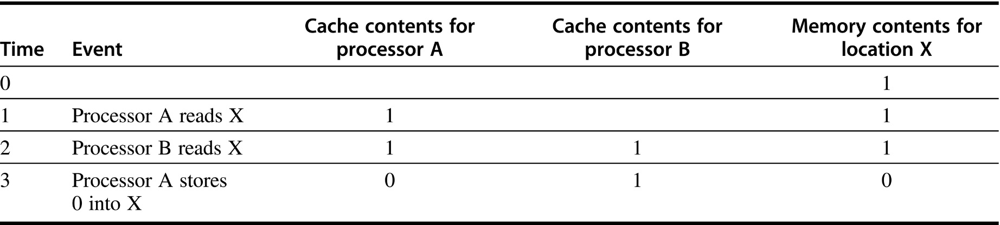 Time Event Cache contents for processor A Cache contents for processor B Memory contents for location X
0 1
1 Processor A reads X 1 1
2 Processor B reads X 1 1 1
3 Processor A stores 0 1 0
0 into X